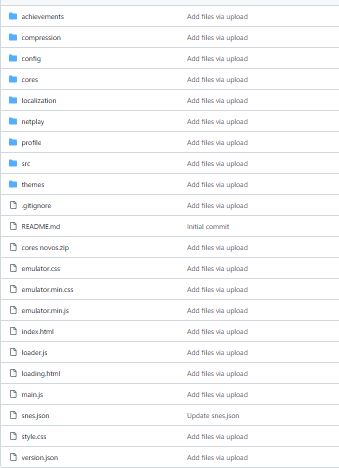 achievements Add files via upload
compression Add files via upload
config Add files via upload
cores Add files via upload
localization Add files via upload
netplay Add files via upload
profile Add files via upload
src Add files via upload
themes Add files via upload
.gitignore Add files via upload
README.md Initial commit
cores novos.zip Add files via upload
emulator.css Add files via upload
emulator.min.css Add files via upload
emulator.min.js Add files via upload
index.html Add files via upload
loader.js Add files via upload
loading.html Add files via upload
main.js Add files via upload
snes.json Update snes.json
style.css Add files via upload
version.json Add files via upload